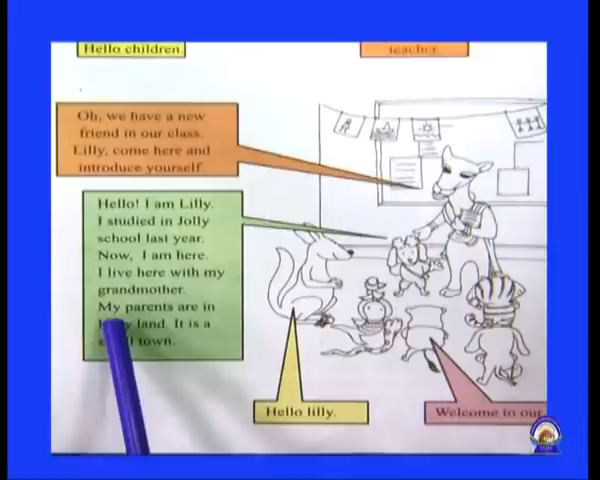 Hello children
teacher
Oh, we have a new
friend in our class.
Lilly, come here and
introduce yourself
Hello! I am Lilly.
I studied in Jolly
school last year.
Now, I am here.
I live here with my
grandmother.
My parents are in
land. It is a
town.
Hello lilly.
Welcome to our